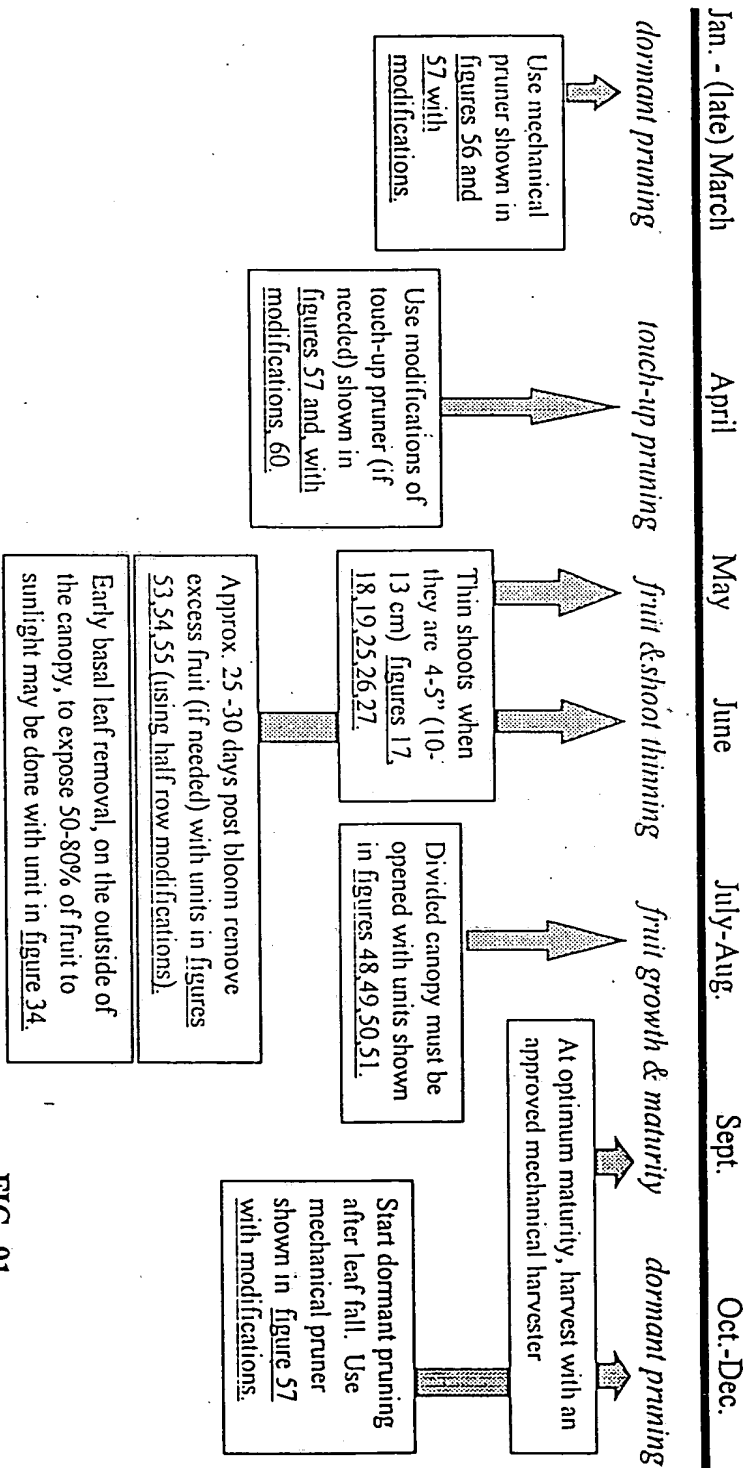 Jan. - (late) March April May June July-Aug. Sept. Oct.-Dec.
dormant pruning touch-up pruning fruit & shoot thinning fruit growth & maturity dormant pruning
Use mechanical
pruner shown in
figures 56 and
57 with
modifications.
Use modifications of
touch-up pruner (if
needed) shown in
figures 57 and, with
modifications, 60.
Thin shoots when
they are 4-5" (10-
13 cm) figures 17,
18,19,25,26,27.
Approx. 25 -30 days post bloom remove
excess fruit (if needed) with units in figures
53,54,55 (using half row modifications).
Early basal leaf removal, on the outside of
the canopy, to expose 50-80% of fruit to
sunlight may be done with unit in figure 34.
Divided canopy must be
opened with units shown
in figures 48,49,50,51.
At optimum maturity, harvest with an
approved mechanical harvester
Start dormant pruning
after leaf fall. Use
mechanical pruner
shown in figure 57
with modifications.
FIG. 91